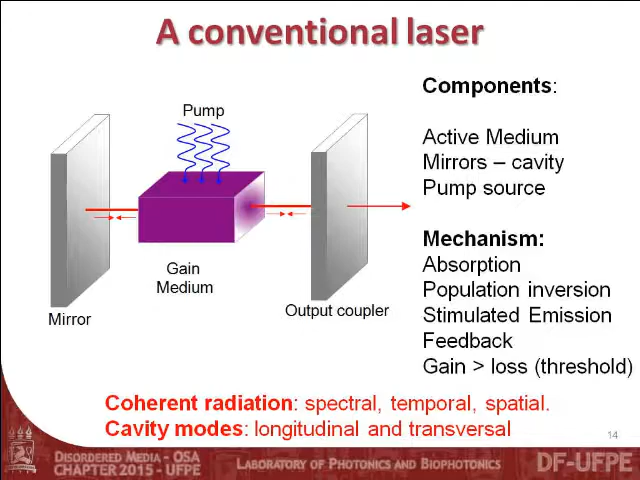 A conventional laser
Components:
Pump
Active Medium
Mirrors – cavity
Pump source
Mechanism:
Absorption
Population inversion
Stimulated Emission
Feedback
Gain > loss (threshold)
Gain
Medium
Mirror
Output coupler
Coherent radiation: spectral, temporal, spatial.
Cavity modes: longitudinal and transversal
14
DISORDERED MEDIA - OSA
CHAPTER 2015 - UFPE
LABORATORY OF PHOTONICS AND BIOPHOTONICS
DF-UFPE